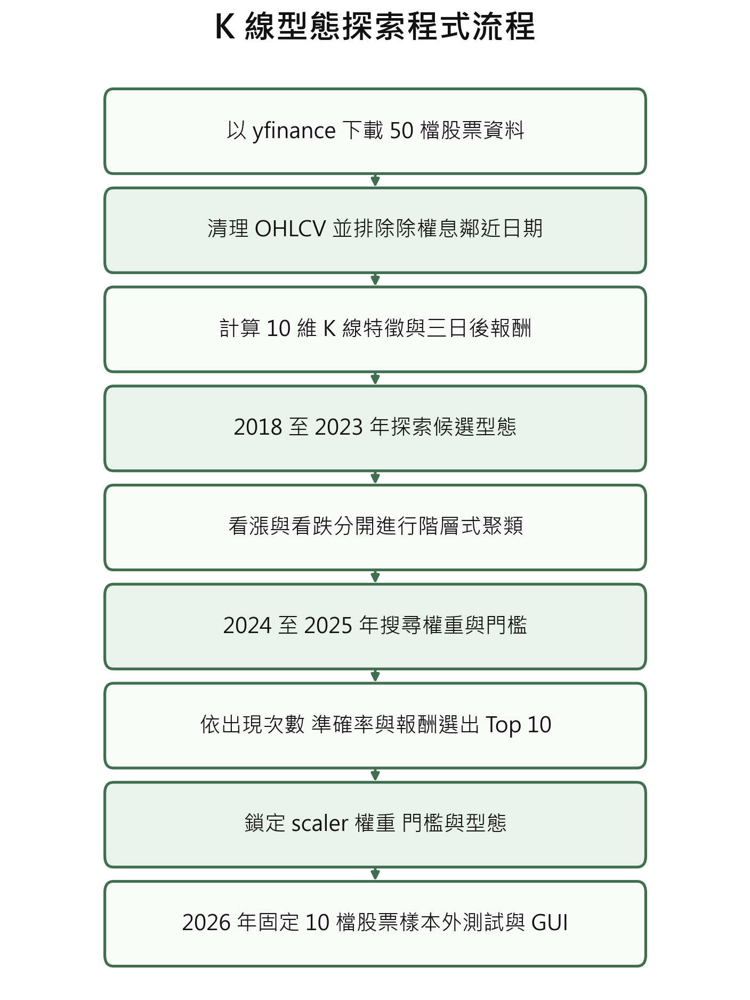 K 線型態探索程式流程
以 yfinance 下載 50 檔股票資料
清理 OHLCV 並排除除權息鄰近日期
計算 10 維 K 線特徵與三日後報酬
2018 至 2023 年探索候選型態
看漲與看跌分開進行階層式聚類
2024 至 2025 年搜尋權重與門檻
依出現次數 準確率與報酬選出 Top 10
鎖定 scaler 權重 門檻與型態
2026 年固定 10 檔股票樣本外測試與 GUI